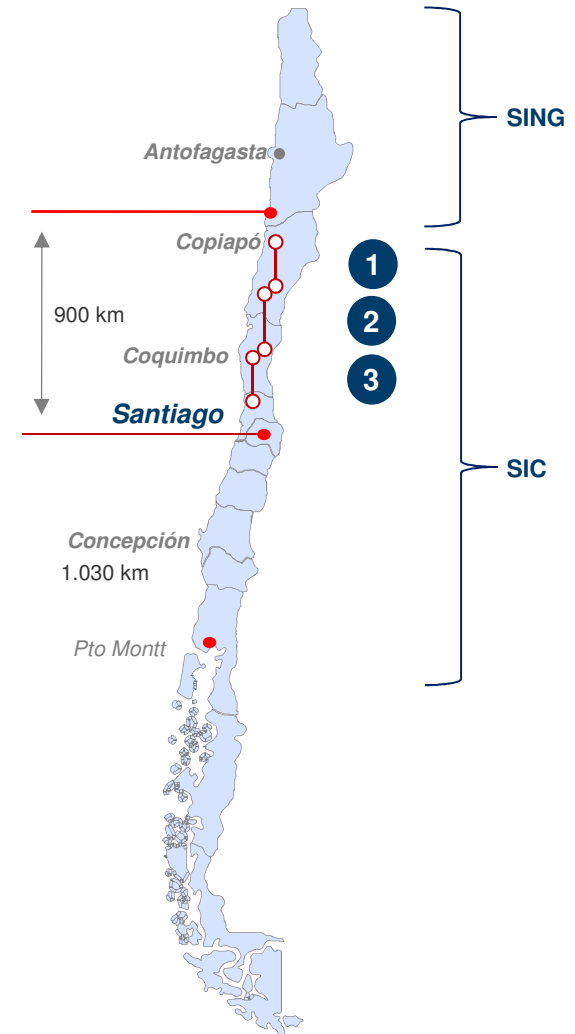 SING
Antofagasta
Copiapó
1
900 km
2
Coquimbo
3
Santiago
SIC
Concepción
1.030 km
Pto Montt